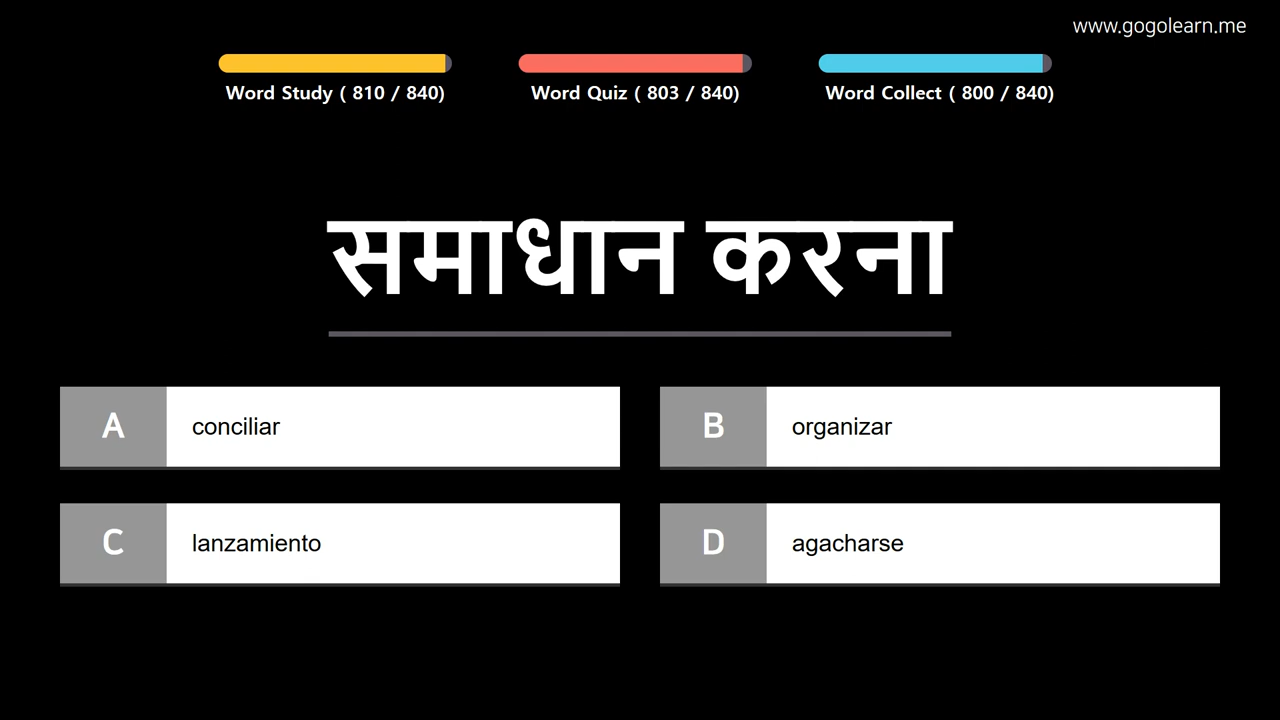 www.gogolearn.me
Word Study ( 810 / 840)
Word Quiz ( 803 / 840)
Word Collect ( 800 / 840)
समाधान करना
A conciliar
B organizar
C lanzamiento
D agacharse